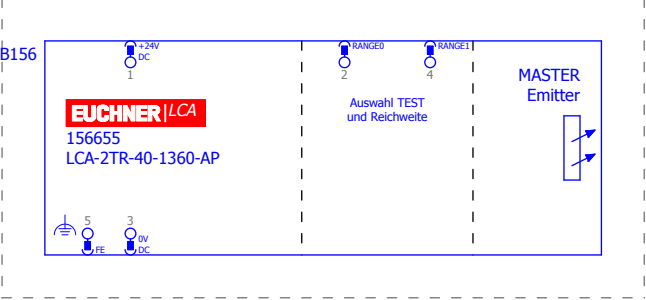 B156
+24V
DC
1
RANGE0
2
RANGE1
4
MASTER
Emitter
EUCHNER|LCA
Auswahl TEST
und Reichweite
156655
LCA-2TR-40-1360-AP
5
FE
3
0V
DC